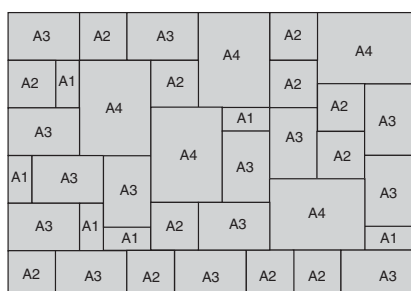 A3 A2 A3 A4 A2 A4
A2 A1 A4 A2 A2
A2 A3
A3 A4 A1 A3
A1 A3 A3 A3 A2 A3
A3 A1 A2 A3 A4
A1 A1
A2 A3 A2 A3 A2 A2 A3